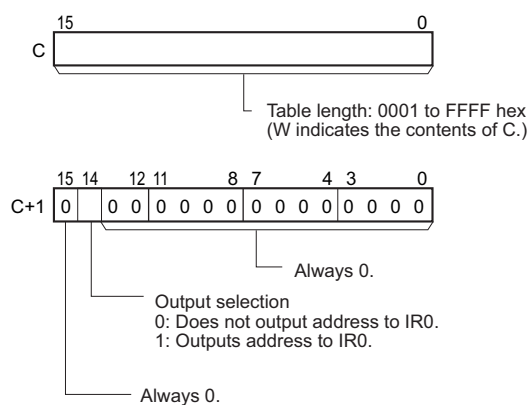 15 0
C
Table length: 0001 to FFFF hex
(W indicates the contents of C.)
15 14 12 11 8 7 4 3 0
C+1 0 0 0 0 0 0 0 0 0 0 0 0 0 0 0
Always 0.
Output selection
0: Does not output address to IR0.
1: Outputs address to IR0.
Always 0.